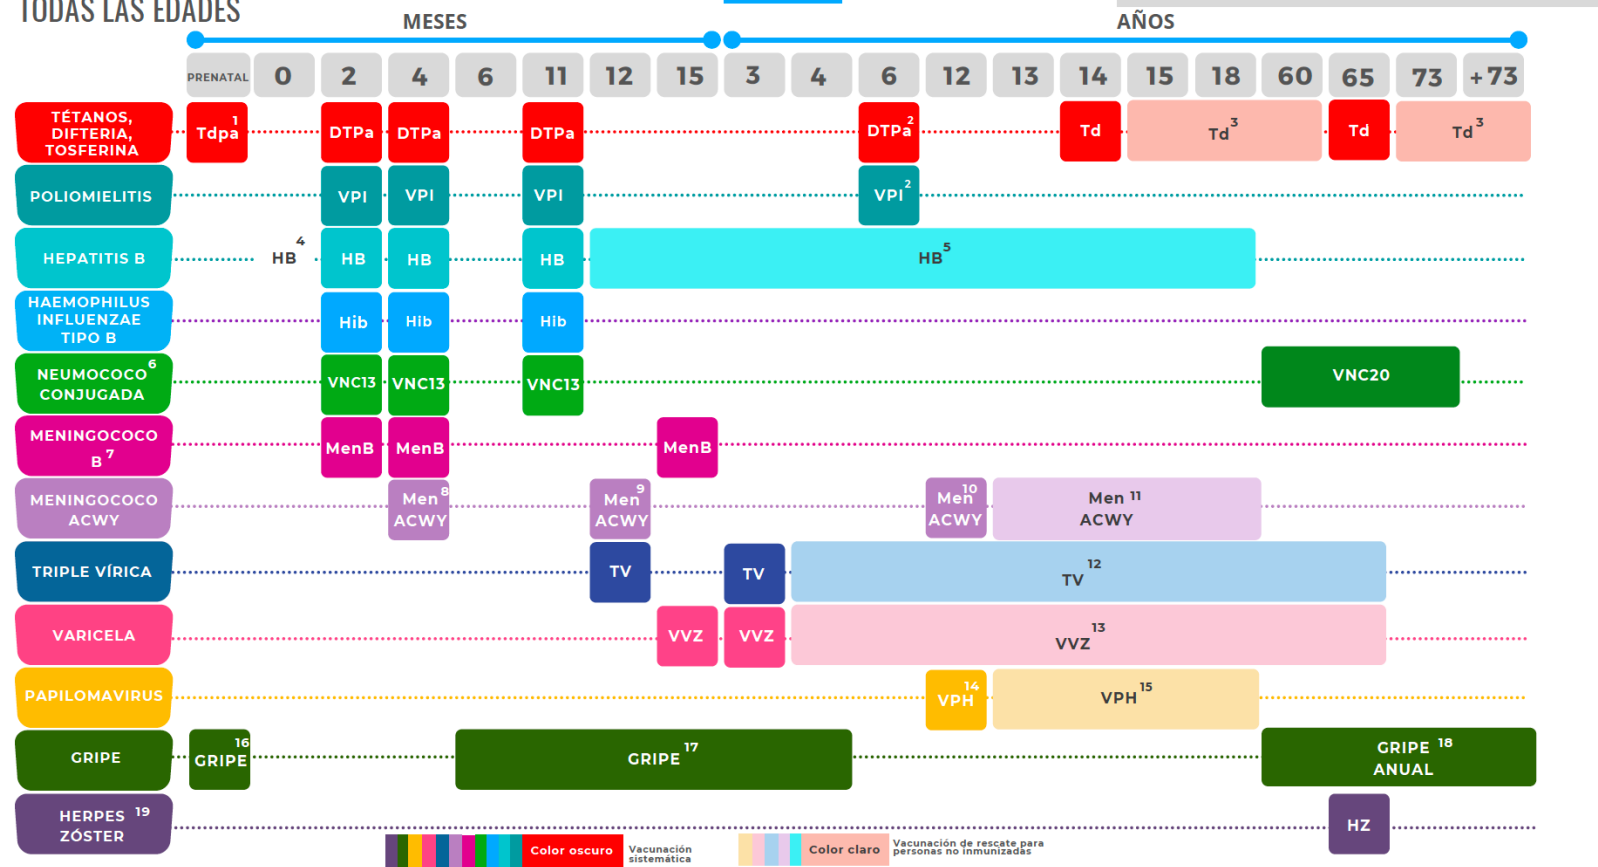 TODAS LAS EDADES
MESES
AÑOS
PRENATAL 0 2 4 6 11 12 15 3 4 6 12 13 14 15 18 60 65 73 +73
TÉTANOS,
DIFTERIA,
TOSFERINA
Tdpa 1 DTPa DTPa DTPa DTPa 2 Td Td 3 Td Td 3
POLIOMIELITIS VPI VPI VPI VPI 2
HEPATITIS B HB 4 HB HB HB HB 5
HAEMOPHILUS
INFLUENZAE
TIPO B
Hib Hib Hib
NEUMOCOCO 6
CONJUGADA
VNC13 VNC13 VNC13 VNC20
MENINGOCOCO
B 7
MenB MenB MenB
MENINGOCOCO
ACWY
Men 8
ACWY
Men 9
ACWY
Men 10
ACWY
Men 11
ACWY
TRIPLE VÍRICA TV TV TV 12
VARICELA VVZ VVZ VVZ 13
PAPILOMAVIRUS VPH 14 VPH 15
GRIPE GRIPE 16 GRIPE 17
GRIPE 18
ANUAL
HERPES 19
ZÓSTER
HZ
Color oscuro
Vacunación
sistemática
Color claro
Vacunación de rescate para
personas no inmunizadas